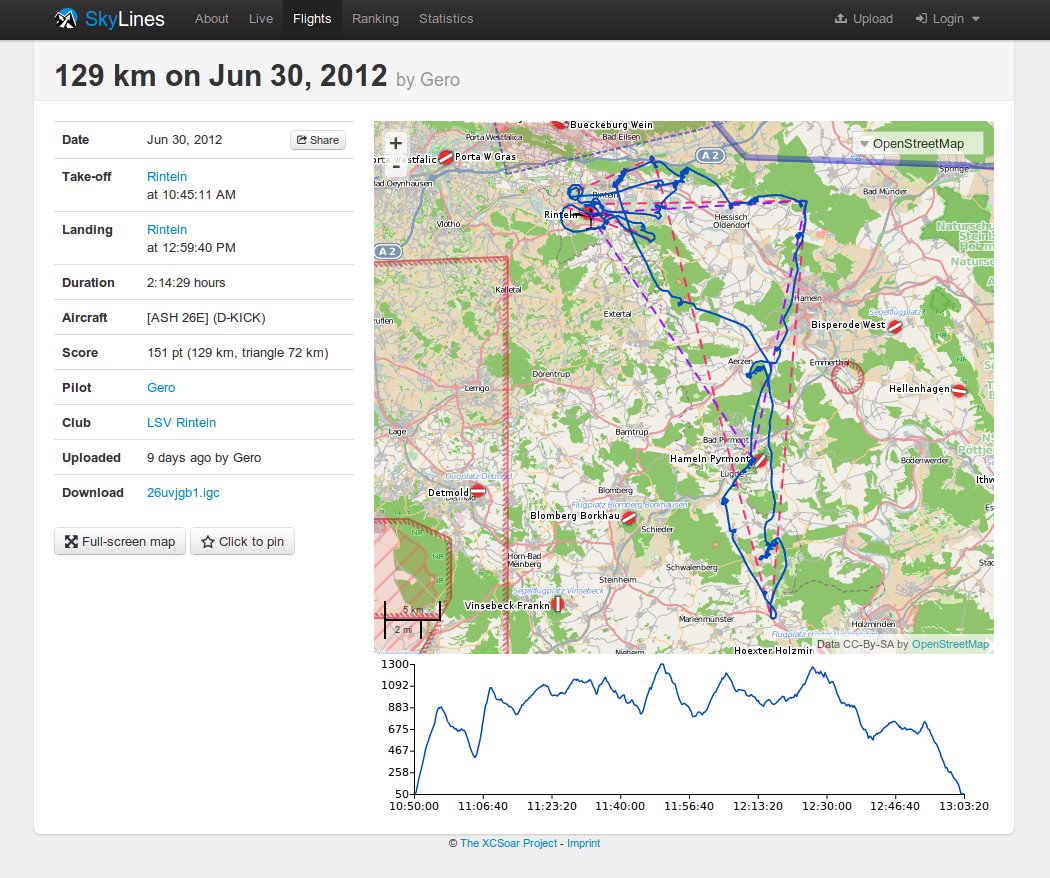 SkyLines About Live Flights Ranking Statistics Upload Login
129 km on Jun 30, 2012 by Gero
Date Jun 30, 2012 Share
Take-off Rinteln
at 10:45:11 AM
Landing Rinteln
at 12:59:40 PM
Duration 2:14:29 hours
Aircraft [ASH 26E] (D-KICK)
Score 151 pt (129 km, triangle 72 km)
Pilot Gero
Club LSV Rinteln
Uploaded 9 days ago by Gero
Download 26uvjgb1.igc
Full-screen map Click to pin
+
-
OpenStreetMap
Bueckeburg Wein
Porta Westfalica
Bad Eilsen
orta Westfalic
Porta W Gras
A 2
Springe
Bad Oeynhausen
Bad Münder
Rinteln
Rinteln
Hessisch
Oldendorf
Vlotho
A 2
Kalletal
Hameln
Extertal
Segelflugplatz
Bisperode West
Aerzen
Emmerthal
Dörentrup
Lemgo
Hellenhagen
NR
Lage
Barntrup
Bad Pyrmont
Hameln Pyrmont
Lügde
Bodenwerder
Flugplatz Detmold
Detmold
Blomberg
Flugplatz Blomberg Borkhausen
Blomberg Borkhau
Schieder
NR
NR
Horn-Bad
Meinberg
Schwalenberg
Steinheim
Segelflugplatz Vinsebeck
Vinsebeck Frankn
Marienmünster
Holzminden
5 km
2 mi
Nieheim
Hoexter Holzmin
Data CC-By-SA by OpenStreetMap
1300
1092
883
675
467
258
50
10:50:00 11:06:40 11:23:20 11:40:00 11:56:40 12:13:20 12:30:00 12:46:40 13:03:20
© The XCSoar Project - Imprint